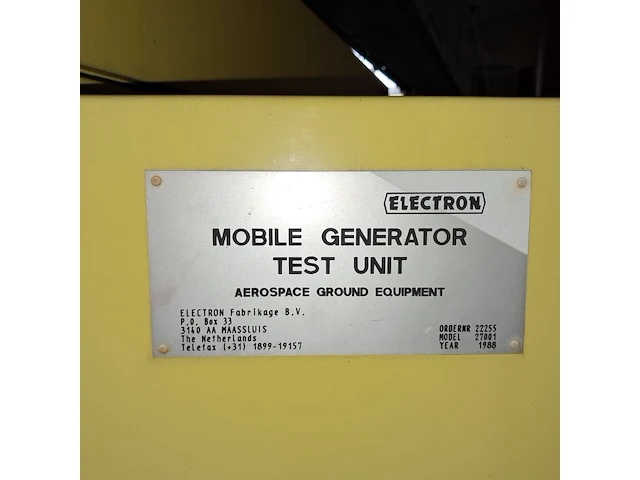 ELECTRON
MOBILE GENERATOR
TEST UNIT
AEROSPACE GROUND EQUIPMENT
ELECTRON Fabrikage B.V.
P.O. Box 33
3140 AA MAASSLUIS
The Netherlands
Telefax (+31) 1899-19157
ORDERNR 22255
MODEL 27001
YEAR 1988